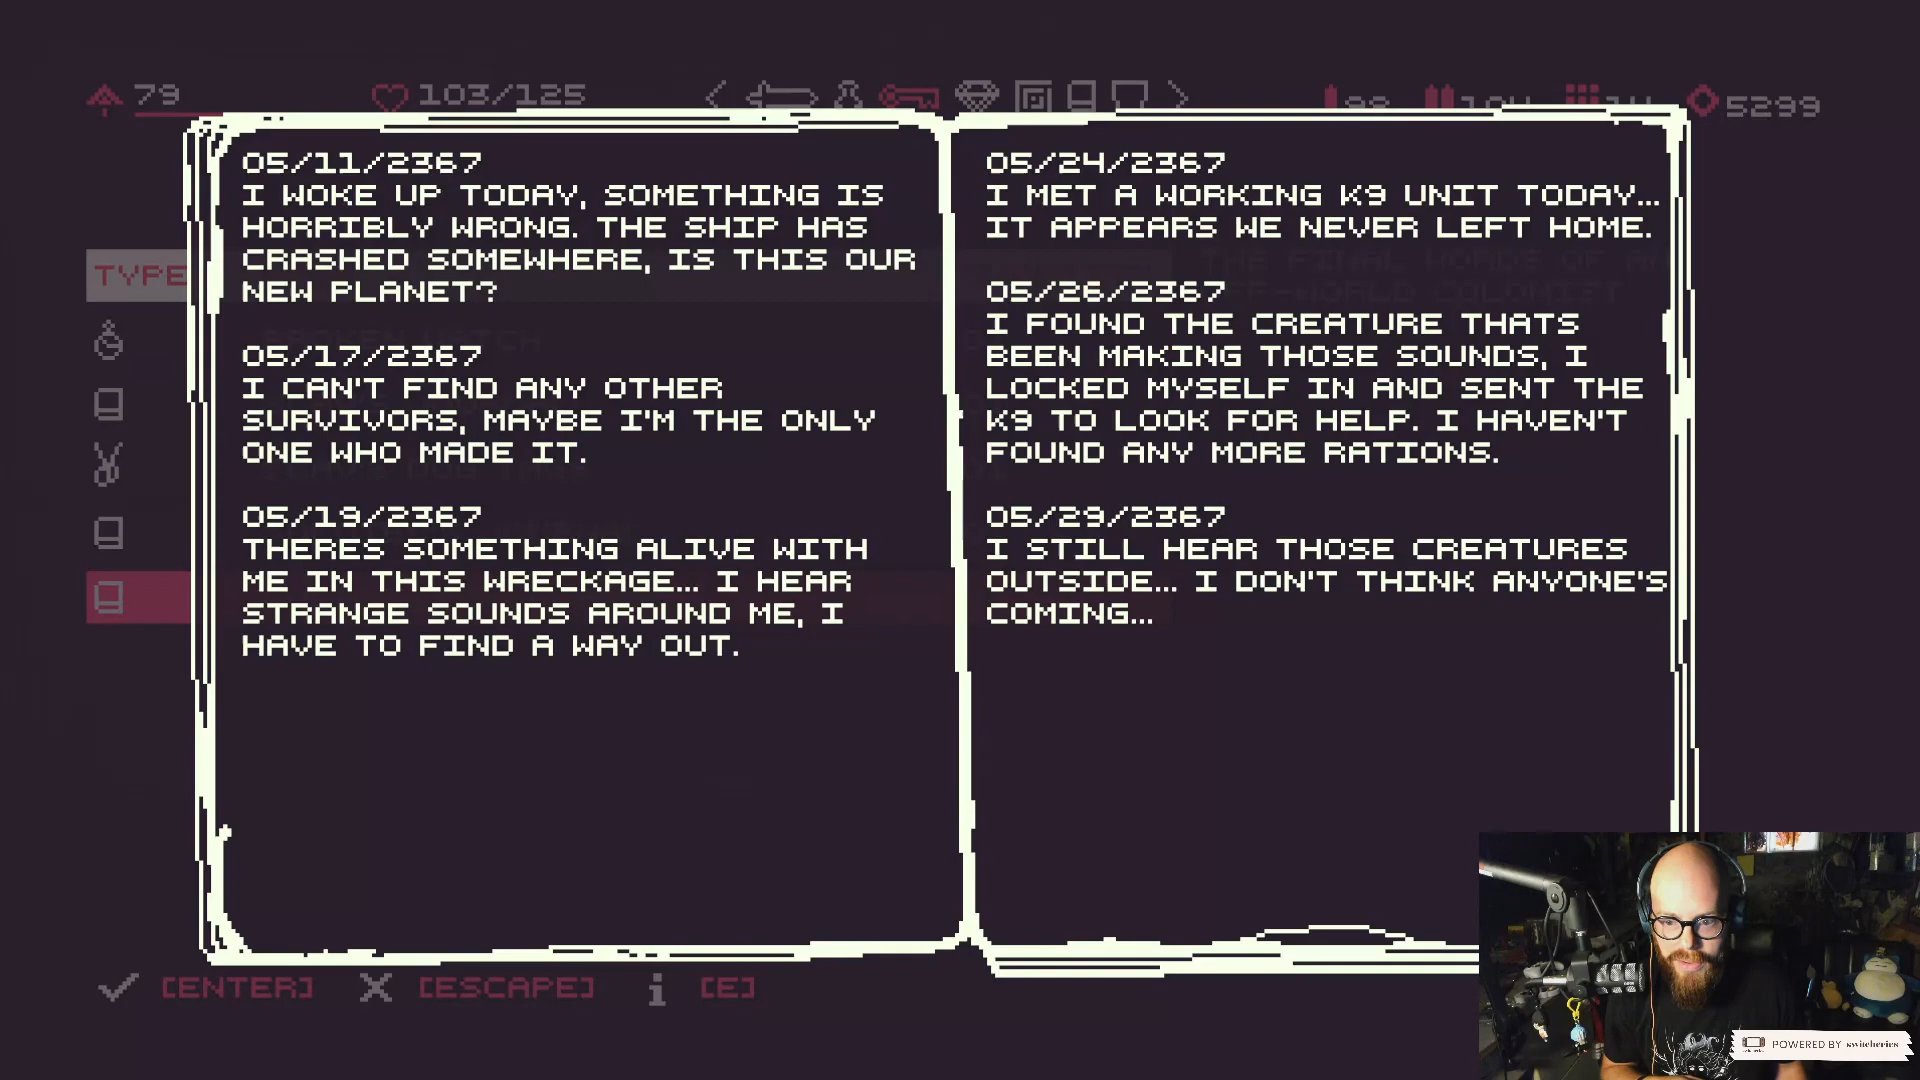 79
103/125
5299
05/11/2367
I WOKE UP TODAY, SOMETHING IS
HORRIBLY WRONG. THE SHIP HAS
CRASHED SOMEWHERE, IS THIS OUR
NEW PLANET?
05/17/2367
I CAN'T FIND ANY OTHER
SURVIVORS, MAYBE I'M THE ONLY
ONE WHO MADE IT.
05/19/2367
THERES SOMETHING ALIVE WITH
ME IN THIS WRECKAGE... I HEAR
STRANGE SOUNDS AROUND ME, I
HAVE TO FIND A WAY OUT.
05/24/2367
I MET A WORKING K9 UNIT TODAY...
IT APPEARS WE NEVER LEFT HOME.
05/26/2367
I FOUND THE CREATURE THATS
BEEN MAKING THOSE SOUNDS, I
LOCKED MYSELF IN AND SENT THE
K9 TO LOOK FOR HELP. I HAVEN'T
FOUND ANY MORE RATIONS.
05/29/2367
I STILL HEAR THOSE CREATURES
OUTSIDE... I DON'T THINK ANYONE'S
COMING...
TYPE
[ENTER] [ESCAPE] i [E]
POWERED BY switcheries